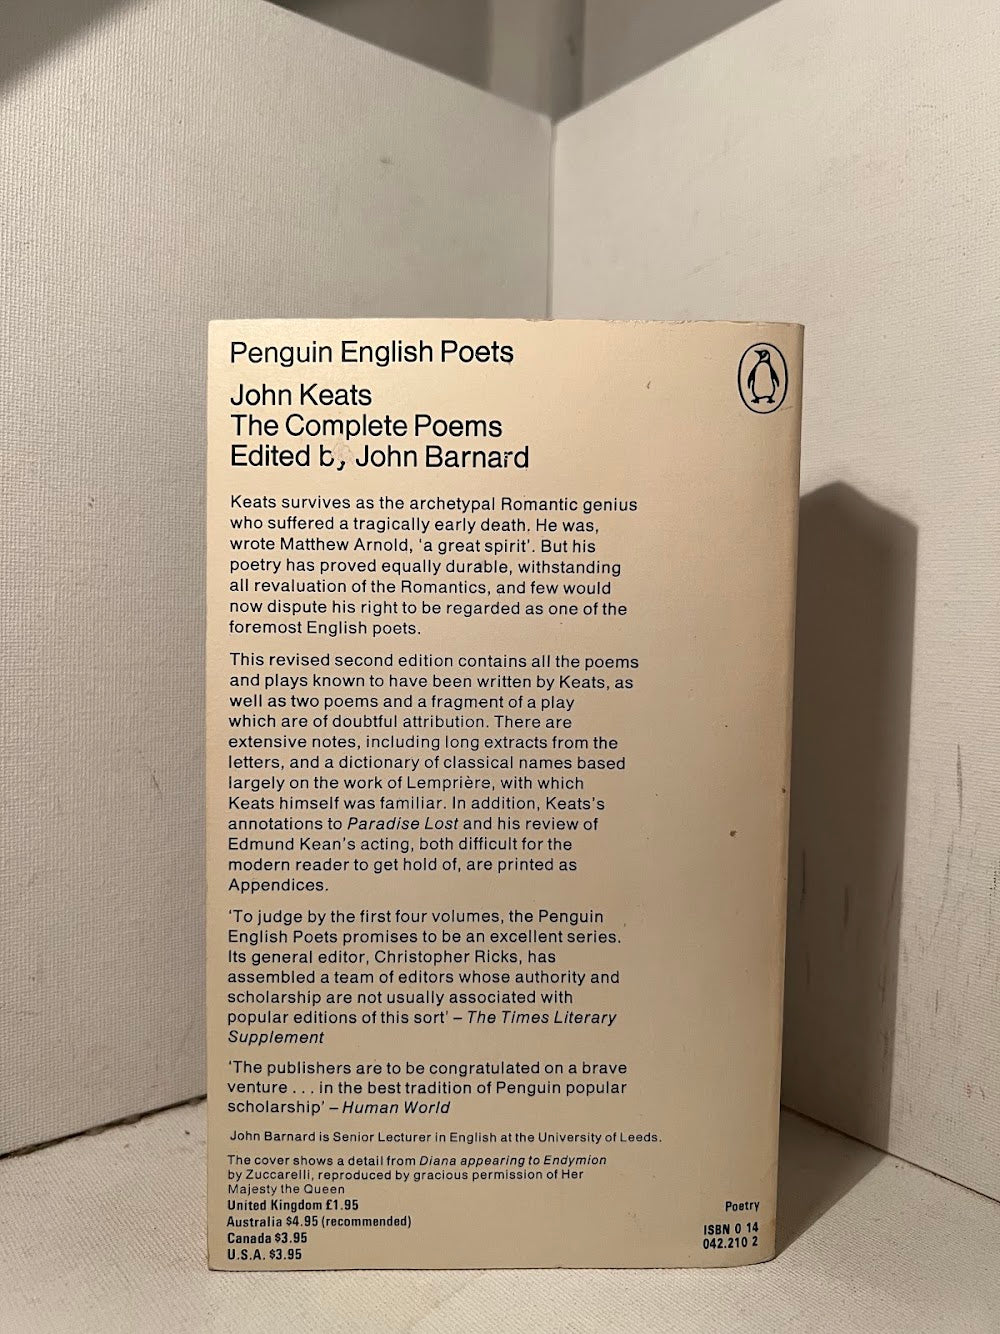 Penguin English Poets
John Keats
The Complete Poems
Edited by John Barnard
Keats survives as the archetypal Romantic genius
who suffered a tragically early death. He was,
wrote Matthew Arnold, ‘a great spirit’. But his
poetry has proved equally durable, withstanding
all revaluation of the Romantics, and few would
now dispute his right to be regarded as one of the
foremost English poets.
This revised second edition contains all the poems
and plays known to have been written by Keats, as
well as two poems and a fragment of a play
which are of doubtful attribution. There are
extensive notes, including long extracts from the
letters, and a dictionary of classical names based
largely on the work of Lemprière, with which
Keats himself was familiar. In addition, Keats’s
annotations to Paradise Lost and his review of
Edmund Kean’s acting, both difficult for the
modern reader to get hold of, are printed as
Appendices.
‘To judge by the first four volumes, the Penguin
English Poets promises to be an excellent series.
Its general editor, Christopher Ricks, has
assembled a team of editors whose authority and
scholarship are not usually associated with
popular editions of this sort’ – The Times Literary
Supplement
‘The publishers are to be congratulated on a brave
venture . . . in the best tradition of Penguin popular
scholarship’ – Human World
John Barnard is Senior Lecturer in English at the University of Leeds.
The cover shows a detail from Diana appearing to Endymion
by Zuccarelli, reproduced by gracious permission of Her
Majesty the Queen
United Kingdom £1.95
Australia $4.95 (recommended)
Canada $3.95
U.S.A. $3.95
Poetry
ISBN 0 14
042.210 2